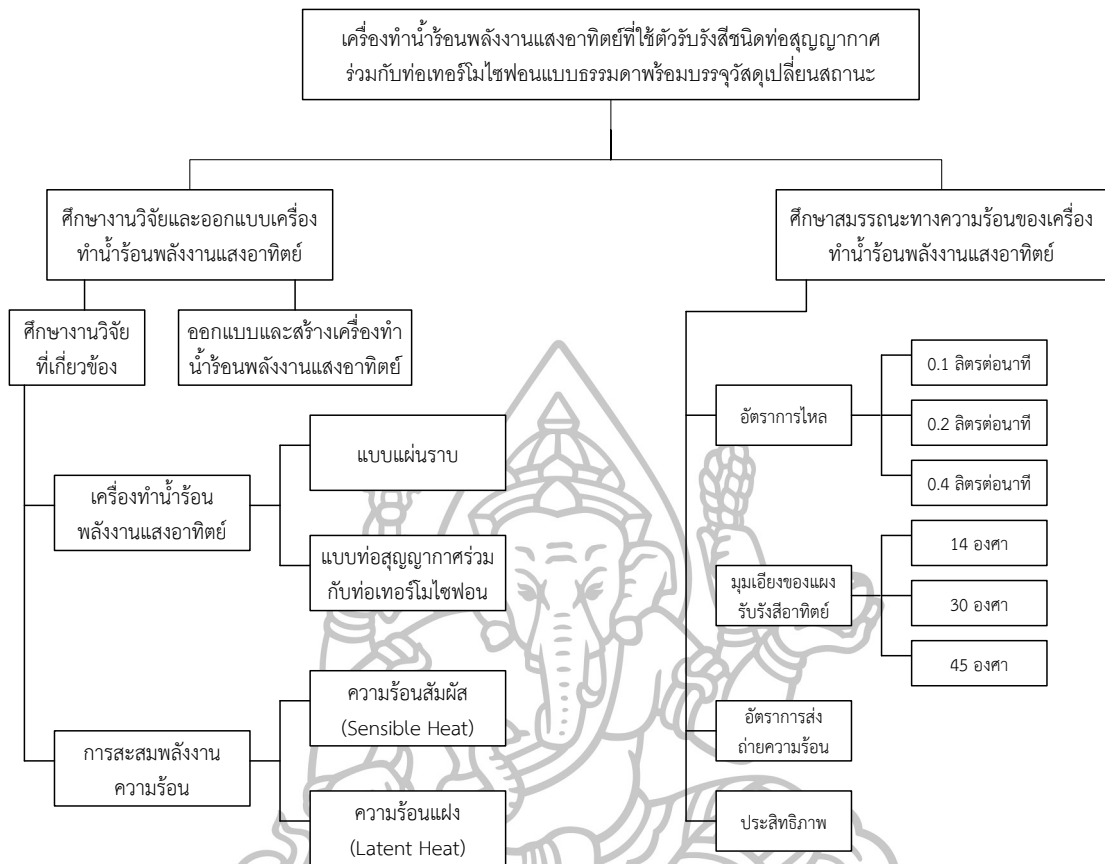 เครื่องทำน้ำร้อนพลังงานแสงอาทิตย์ที่ใช้ตัวรับรังสีชนิดท่อสุญญากาศ
ร่วมกับท่อเทอร์โมไซฟอนแบบธรรมดาพร้อมบรรจุวัสดุเปลี่ยนสถานะ
ศึกษางานวิจัยและออกแบบเครื่อง
ทำน้ำร้อนพลังงานแสงอาทิตย์
ศึกษางานวิจัย
ที่เกี่ยวข้อง
ออกแบบและสร้างเครื่องทำ
น้ำร้อนพลังงานแสงอาทิตย์
เครื่องทำน้ำร้อน
พลังงานแสงอาทิตย์
แบบแผ่นราบ
แบบท่อสุญญากาศร่วม
กับท่อเทอร์โมไซฟอน
การสะสมพลังงาน
ความร้อน
ความร้อนสัมผัส
(Sensible Heat)
ความร้อนแฝง
(Latent Heat)
ศึกษาสมรรถนะทางความร้อนของเครื่อง
ทำน้ำร้อนพลังงานแสงอาทิตย์
อัตราการไหล
0.1 ลิตรต่อนาที
0.2 ลิตรต่อนาที
0.4 ลิตรต่อนาที
มุมเอียงของแผง
รับรังสีอาทิตย์
14 องศา
30 องศา
45 องศา
อัตราการส่ง
ถ่ายความร้อน
ประสิทธิภาพ